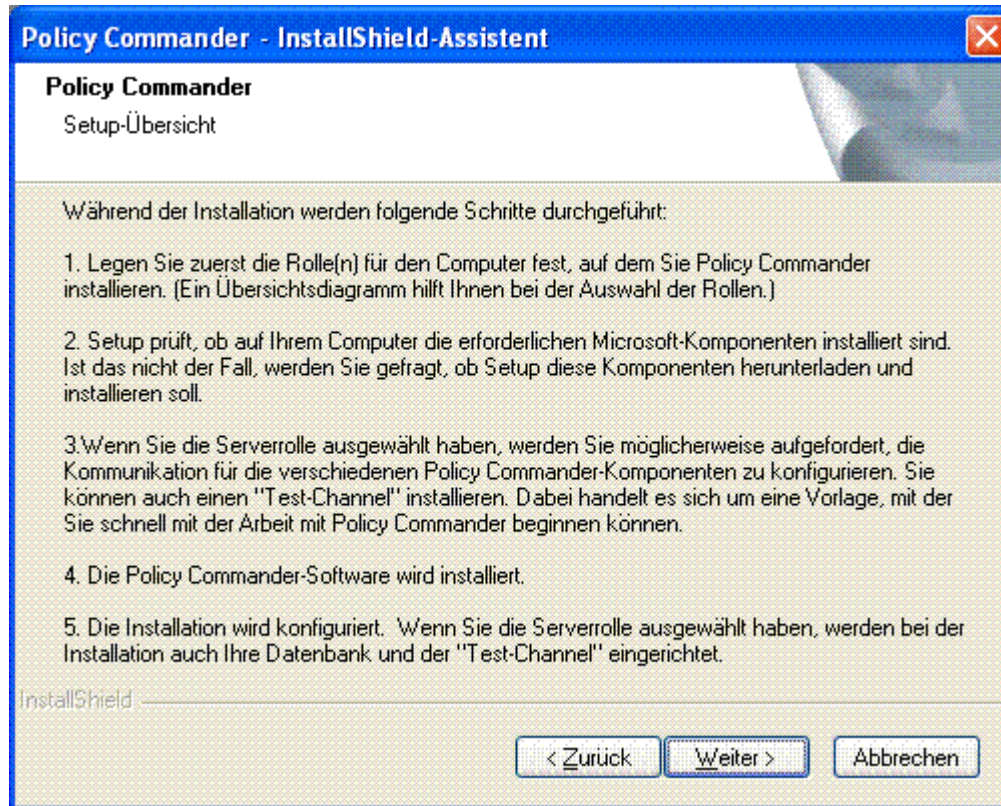 Policy Commander - InstallShield-Assistent
Policy Commander
Setup-Übersicht
Während der Installation werden folgende Schritte durchgeführt:
1. Legen Sie zuerst die Rolle(n) für den Computer fest, auf dem Sie Policy Commander
installieren. (Ein Übersichtsdiagramm hilft Ihnen bei der Auswahl der Rollen.)
2. Setup prüft, ob auf Ihrem Computer die erforderlichen Microsoft-Komponenten installiert sind.
Ist das nicht der Fall, werden Sie gefragt, ob Setup diese Komponenten herunterladen und
installieren soll.
3.Wenn Sie die Serverrolle ausgewählt haben, werden Sie möglicherweise aufgefordert, die
Kommunikation für die verschiedenen Policy Commander-Komponenten zu konfigurieren. Sie
können auch einen "Test-Channel" installieren. Dabei handelt es sich um eine Vorlage, mit der
Sie schnell mit der Arbeit mit Policy Commander beginnen können.
4. Die Policy Commander-Software wird installiert.
5. Die Installation wird konfiguriert.  Wenn Sie die Serverrolle ausgewählt haben, werden bei der
Installation auch Ihre Datenbank und der "Test-Channel" eingerichtet.
InstallShield
< Zurück Weiter > Abbrechen